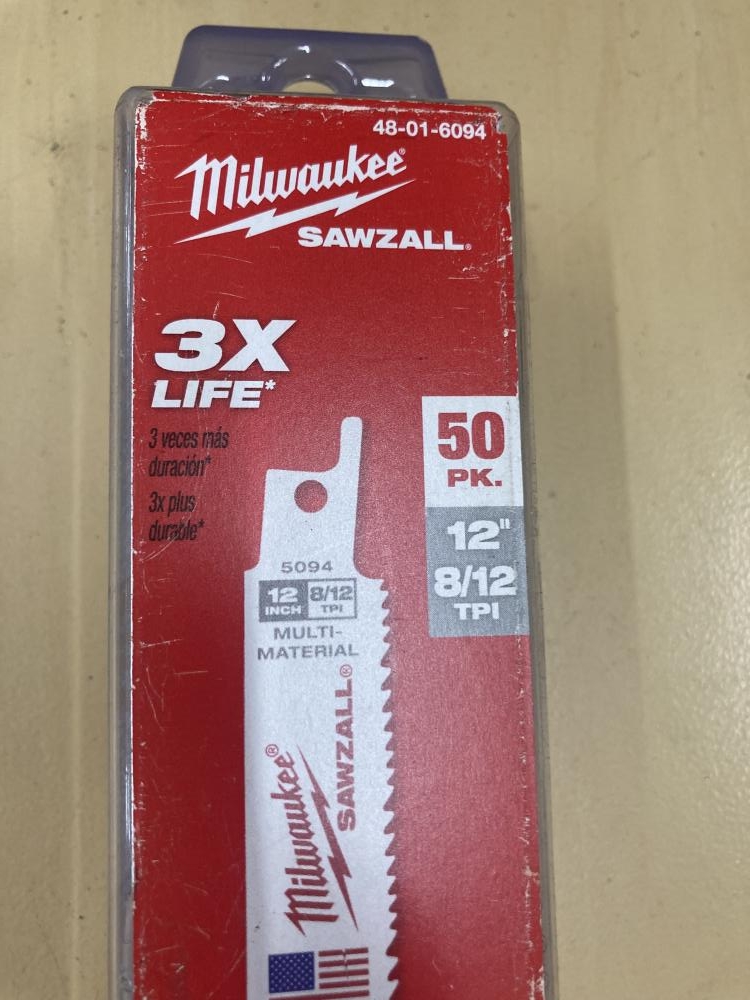 48-01-6094
Milwaukee®
SAWZALL®
3X
LIFE*
3 veces más
duración*
3x plus
durable*
50
PK.
12"
8/12
TPI
5094
12 8/12
INCH TPI
MULTI-
MATERIAL
Milwaukee®
SAWZALL®